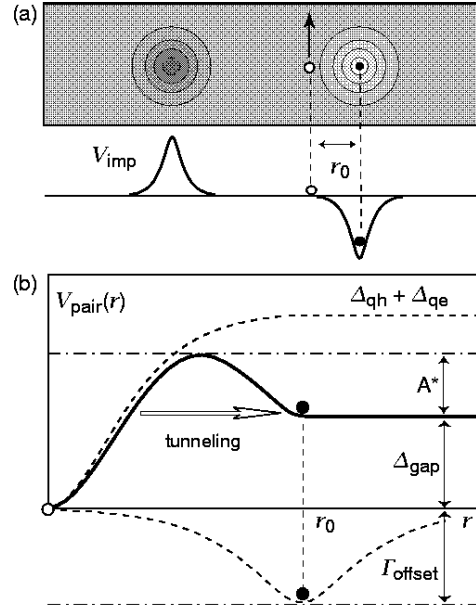 (a)
V_imp
r_0
(b)
V_pair(r)
Δ_qh + Δ_qe
A*
tunneling
Δ_gap
r_0
r
Γ_offset